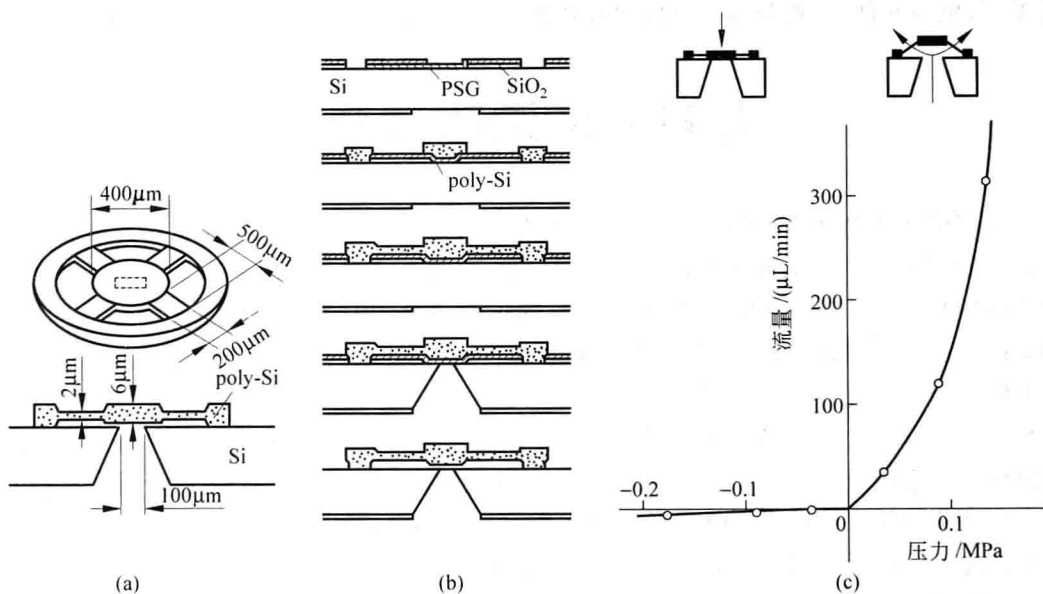 400μm
500μm
200μm
2μm
6μm
poly-Si
Si
100μm
(a)
Si
PSG
SiO₂
poly-Si
(b)
流量/(μL/min)
300
200
100
−0.2
−0.1
0
0.1
压力/MPa
(c)